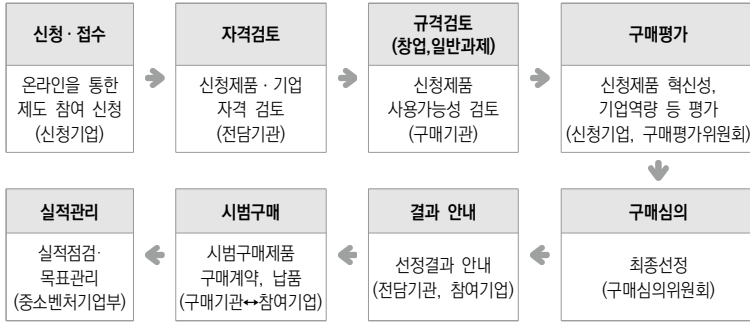 신청 · 접수
온라인을 통한
제도 참여 신청
(신청기업)
자격검토
신청제품 · 기업
자격 검토
(전담기관)
규격검토
(창업,일반과제)
신청제품
사용가능성 검토
(구매기관)
구매평가
신청제품 혁신성,
기업역량 등 평가
(신청기업, 구매평가위원회)
구매심의
최종선정
(구매심의위원회)
결과 안내
선정결과 안내
(전담기관, 참여기업)
시범구매
시범구매제품
구매계약, 납품
(구매기관↔참여기업)
실적관리
실적점검·
목표관리
(중소벤처기업부)